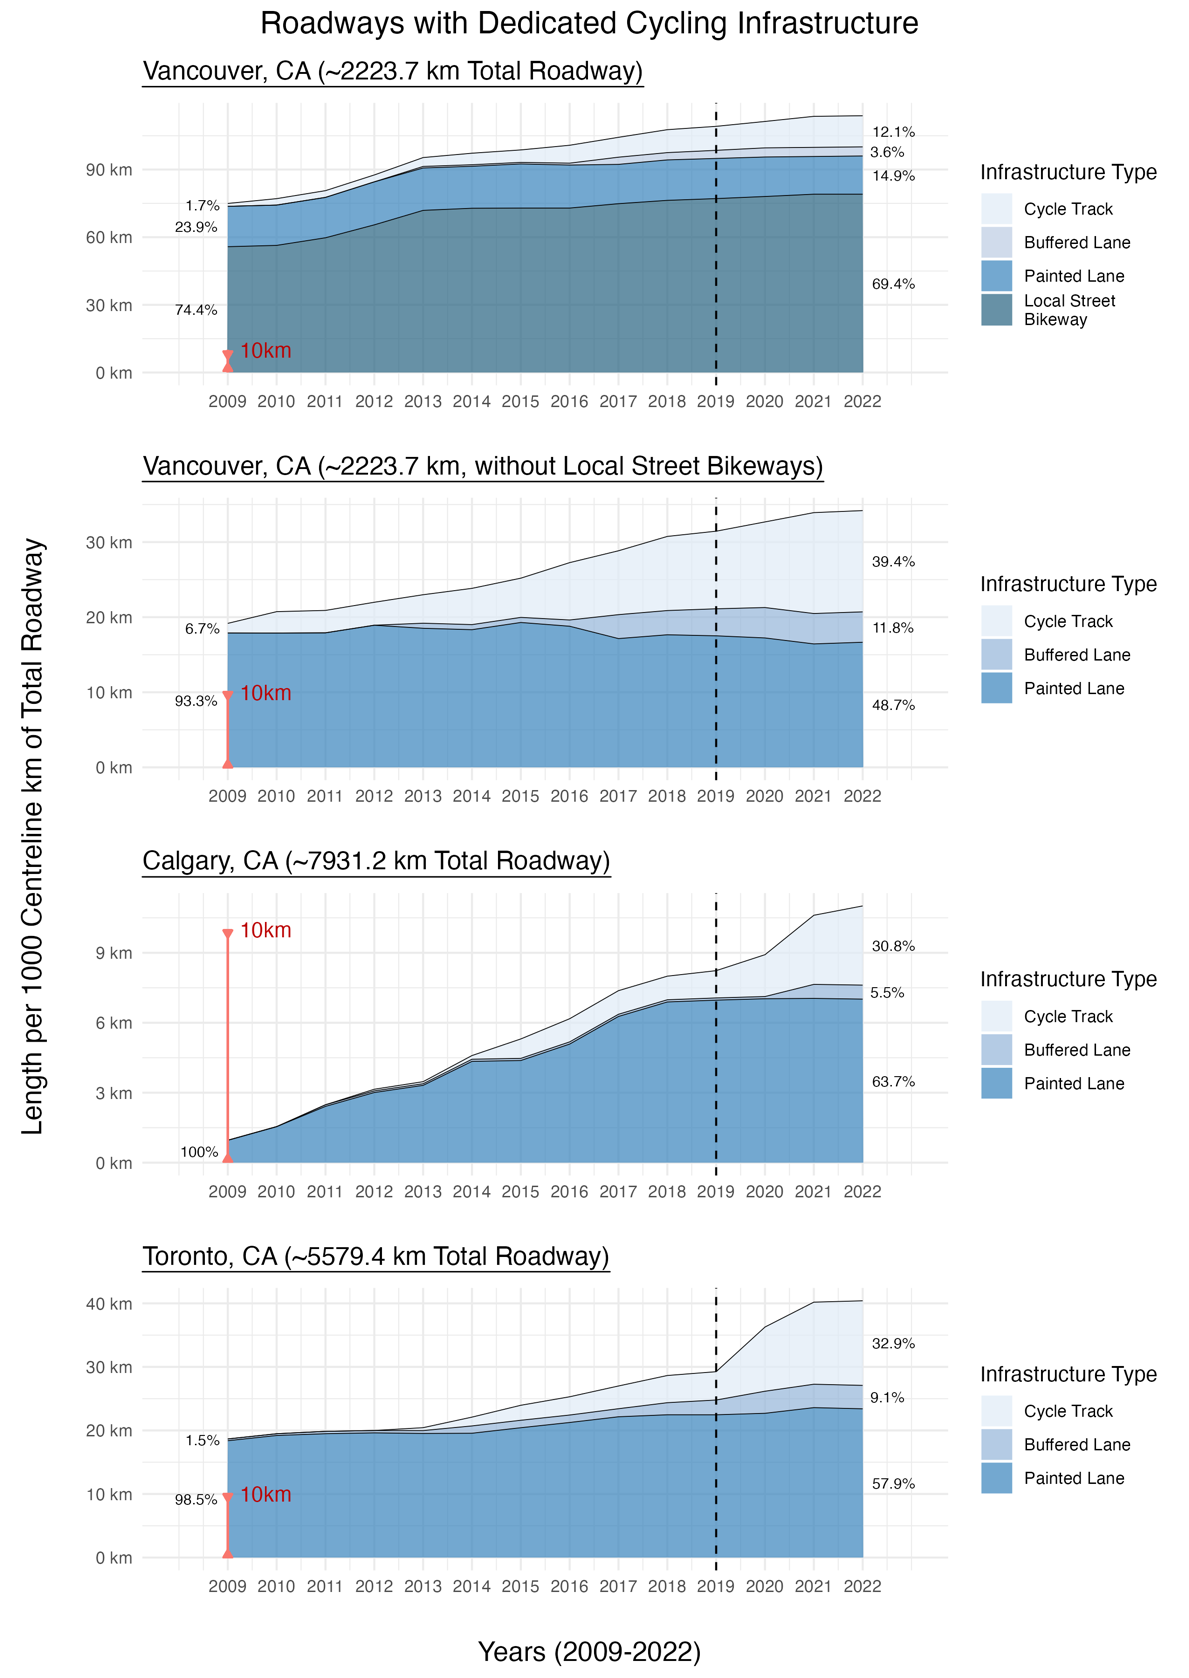 Roadways with Dedicated Cycling Infrastructure
Length per 1000 Centreline km of Total Roadway
Vancouver, CA (~2223.7 km Total Roadway)
90 km
60 km
30 km
0 km
1.7%
23.9%
74.4%
10km
12.1%
3.6%
14.9%
69.4%
2009 2010 2011 2012 2013 2014 2015 2016 2017 2018 2019 2020 2021 2022
Infrastructure Type
Cycle Track
Buffered Lane
Painted Lane
Local Street
Bikeway
Vancouver, CA (~2223.7 km, without Local Street Bikeways)
30 km
20 km
10 km
0 km
6.7%
93.3%
10km
39.4%
11.8%
48.7%
2009 2010 2011 2012 2013 2014 2015 2016 2017 2018 2019 2020 2021 2022
Infrastructure Type
Cycle Track
Buffered Lane
Painted Lane
Calgary, CA (~7931.2 km Total Roadway)
9 km
6 km
3 km
0 km
100%
10km
30.8%
5.5%
63.7%
2009 2010 2011 2012 2013 2014 2015 2016 2017 2018 2019 2020 2021 2022
Infrastructure Type
Cycle Track
Buffered Lane
Painted Lane
Toronto, CA (~5579.4 km Total Roadway)
40 km
30 km
20 km
10 km
0 km
1.5%
98.5%
10km
32.9%
9.1%
57.9%
2009 2010 2011 2012 2013 2014 2015 2016 2017 2018 2019 2020 2021 2022
Infrastructure Type
Cycle Track
Buffered Lane
Painted Lane
Years (2009-2022)